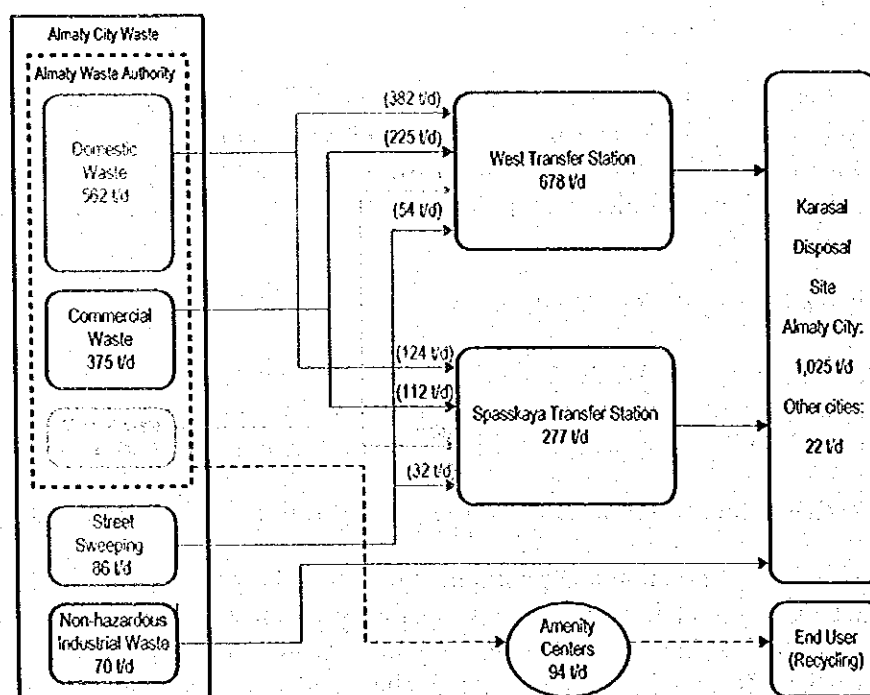 Almaty City Waste
Almaty Waste Authority
Domestic
Waste
562 t/d
Commercial
Waste
375 t/d
Street
Sweeping
86 t/d
Non-hazardous
Industrial Waste
70 t/d
(382 t/d)
(225 t/d)
(54 t/d)
(124 t/d)
(112 t/d)
(32 t/d)
West Transfer Station
678 t/d
Spasskaya Transfer Station
277 t/d
Amenity
Centers
94 t/d
Karasal
Disposal
Site
Almaty City:
1,025 t/d
Other cities:
22 t/d
End User
(Recycling)